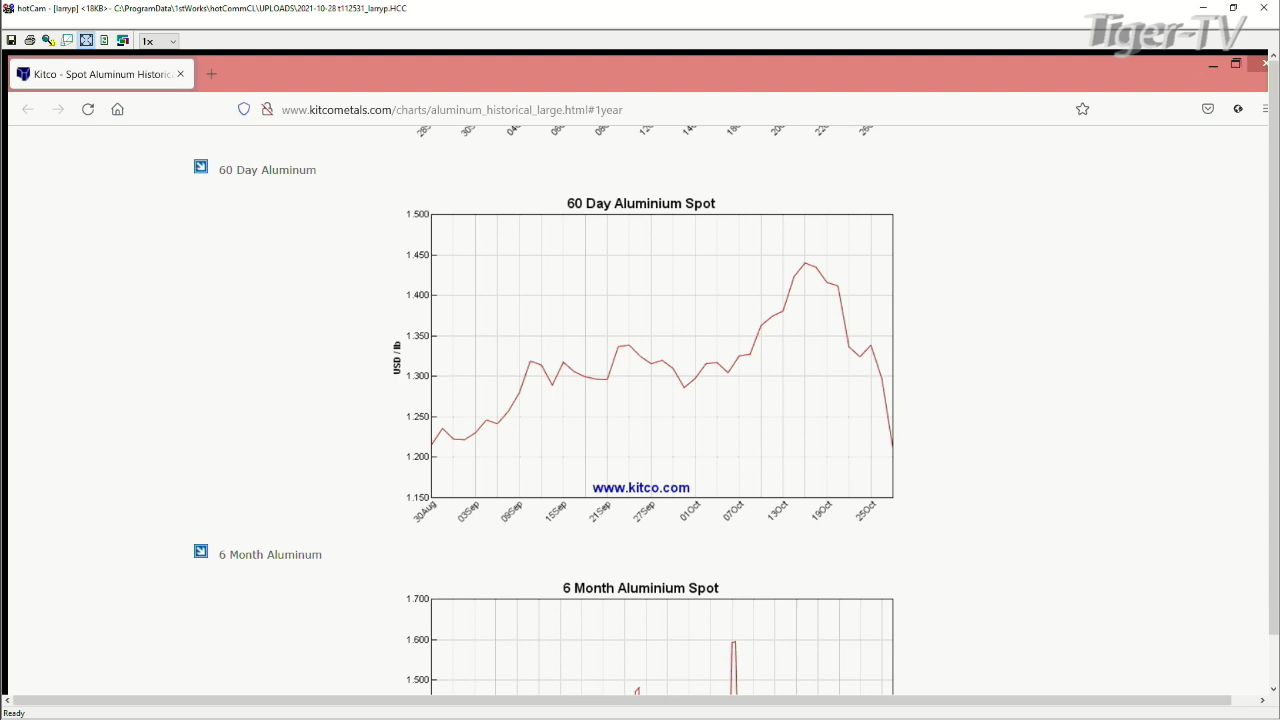 hotCam - [larryp] <18KB>- C:\ProgramData\1stWorks\hotCommCL\UPLOADS\2021-10-28 t112531_larryp.HCC
1x
Tiger-TV
Kitco - Spot Aluminum Historica
www.kitcometals.com/charts/aluminum_historical_large.html#1year
60 Day Aluminum
60 Day Aluminium Spot
1.500
1.450
1.400
1.350
1.300
1.250
1.200
1.150
USD / lb
www.kitco.com
30Aug 03Sep 09Sep 15Sep 21Sep 27Sep 01Oct 07Oct 13Oct 19Oct 25Oct
6 Month Aluminum
6 Month Aluminium Spot
1.700
1.600
1.500
Ready